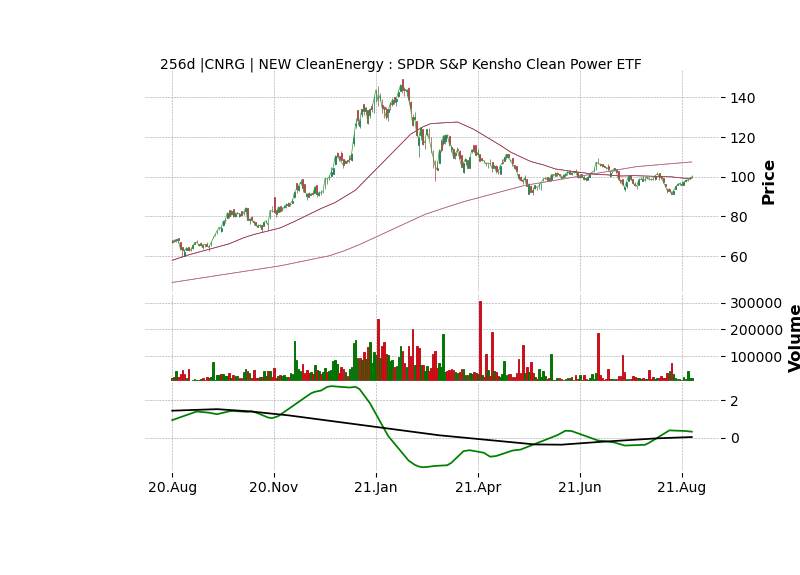 256d |CNRG | NEW CleanEnergy : SPDR S&P Kensho Clean Power ETF
140
120
100
80
60
Price
300000
200000
100000
Volume
2
0
20.Aug 20.Nov 21.Jan 21.Apr 21.Jun 21.Aug